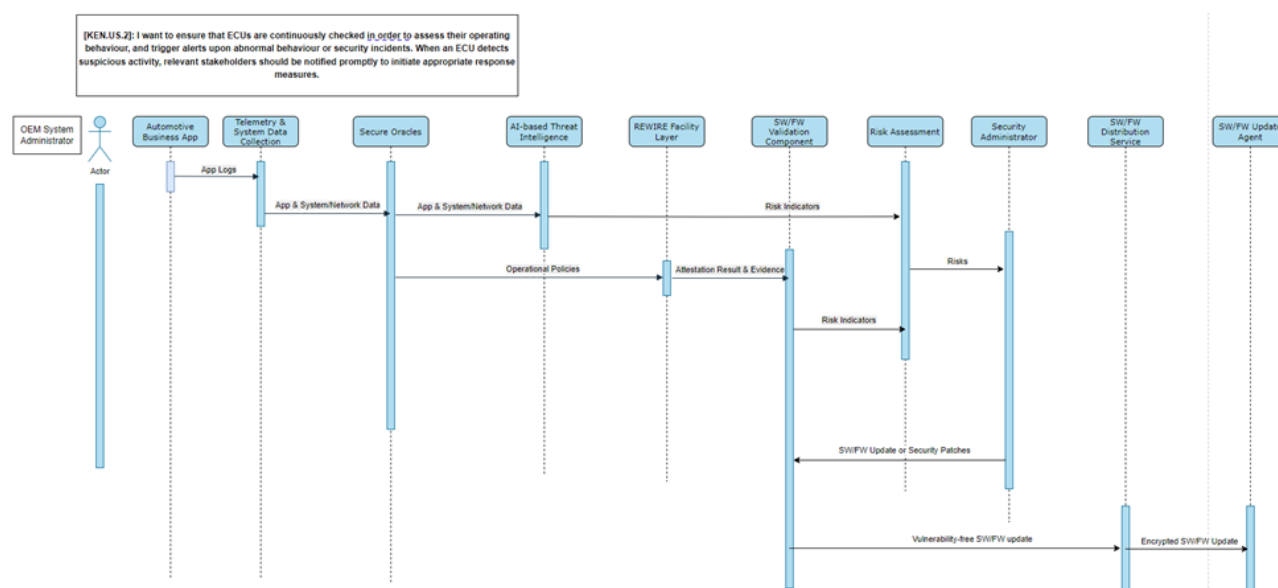 [KEN.US.2]: I want to ensure that ECUs are continuously checked in order to assess their operating
behaviour, and trigger alerts upon abnormal behaviour or security incidents. When an ECU detects
suspicious activity, relevant stakeholders should be notified promptly to initiate appropriate response
measures.
OEM System
Administrator
Actor
Automotive
Business App
Telemetry &
System Data
Collection
Secure Oracles
AI-based Threat
Intelligence
REWIRE Facility
Layer
SW/FW
Validation
Component
Risk Assessment
Security
Administrator
SW/FW
Distribution
Service
SW/FW Update
Agent
App Logs
App & System/Network Data
App & System/Network Data
Risk Indicators
Operational Policies
Attestation Result & Evidence
Risks
Risk Indicators
SW/FW Update or Security Patches
Vulnerability-free SW/FW update
Encrypted SW/FW Update